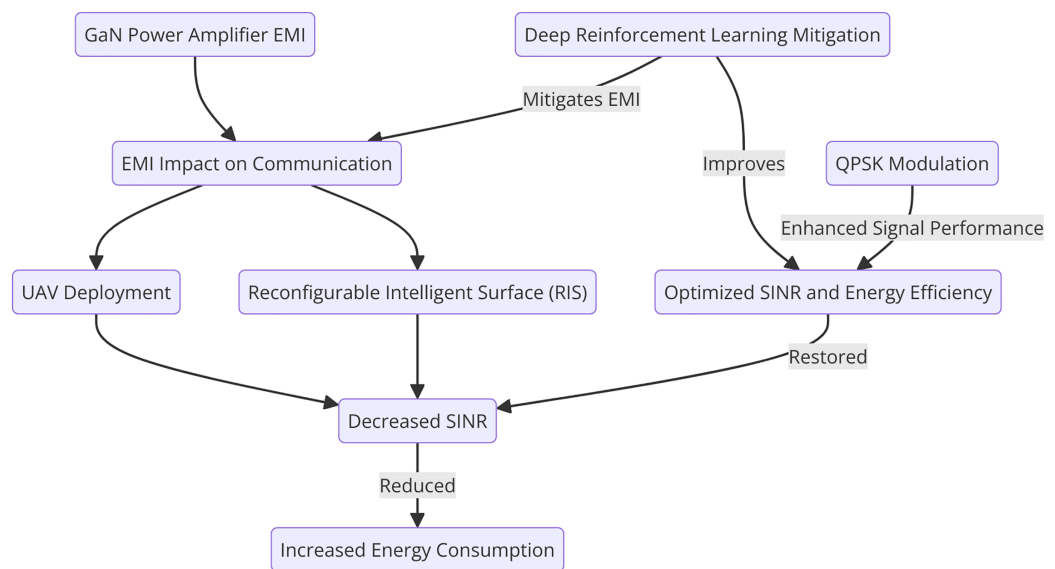 GaN Power Amplifier EMI
Deep Reinforcement Learning Mitigation
Mitigates EMI
EMI Impact on Communication
Improves
QPSK Modulation
Enhanced Signal Performance
UAV Deployment
Reconfigurable Intelligent Surface (RIS)
Optimized SINR and Energy Efficiency
Restored
Decreased SINR
Reduced
Increased Energy Consumption